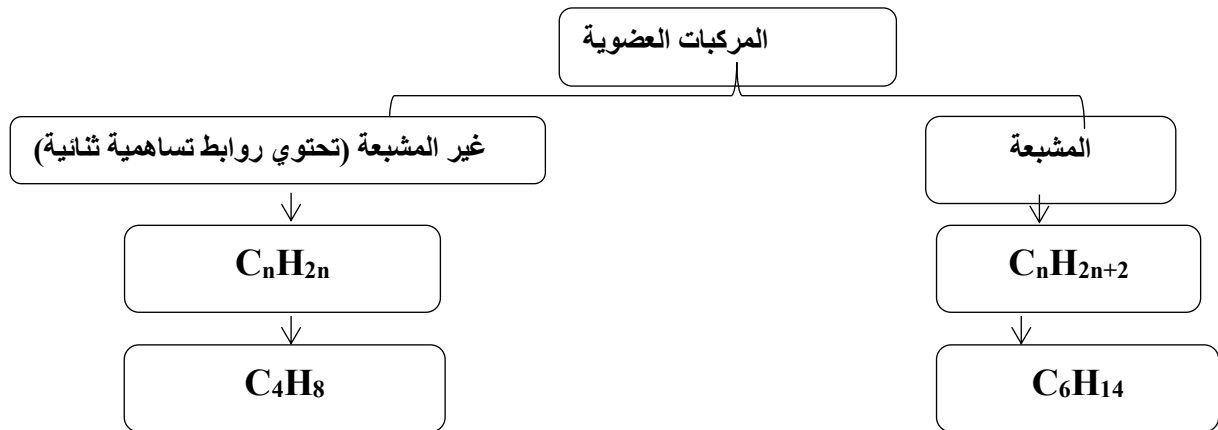 المركبات العضوية
المشبعة
غير المشبعة (تحتوي روابط تساهمية ثنائية)
CₙH₂ₙ₊₂
CₙH₂ₙ
C₆H₁₄
C₄H₈